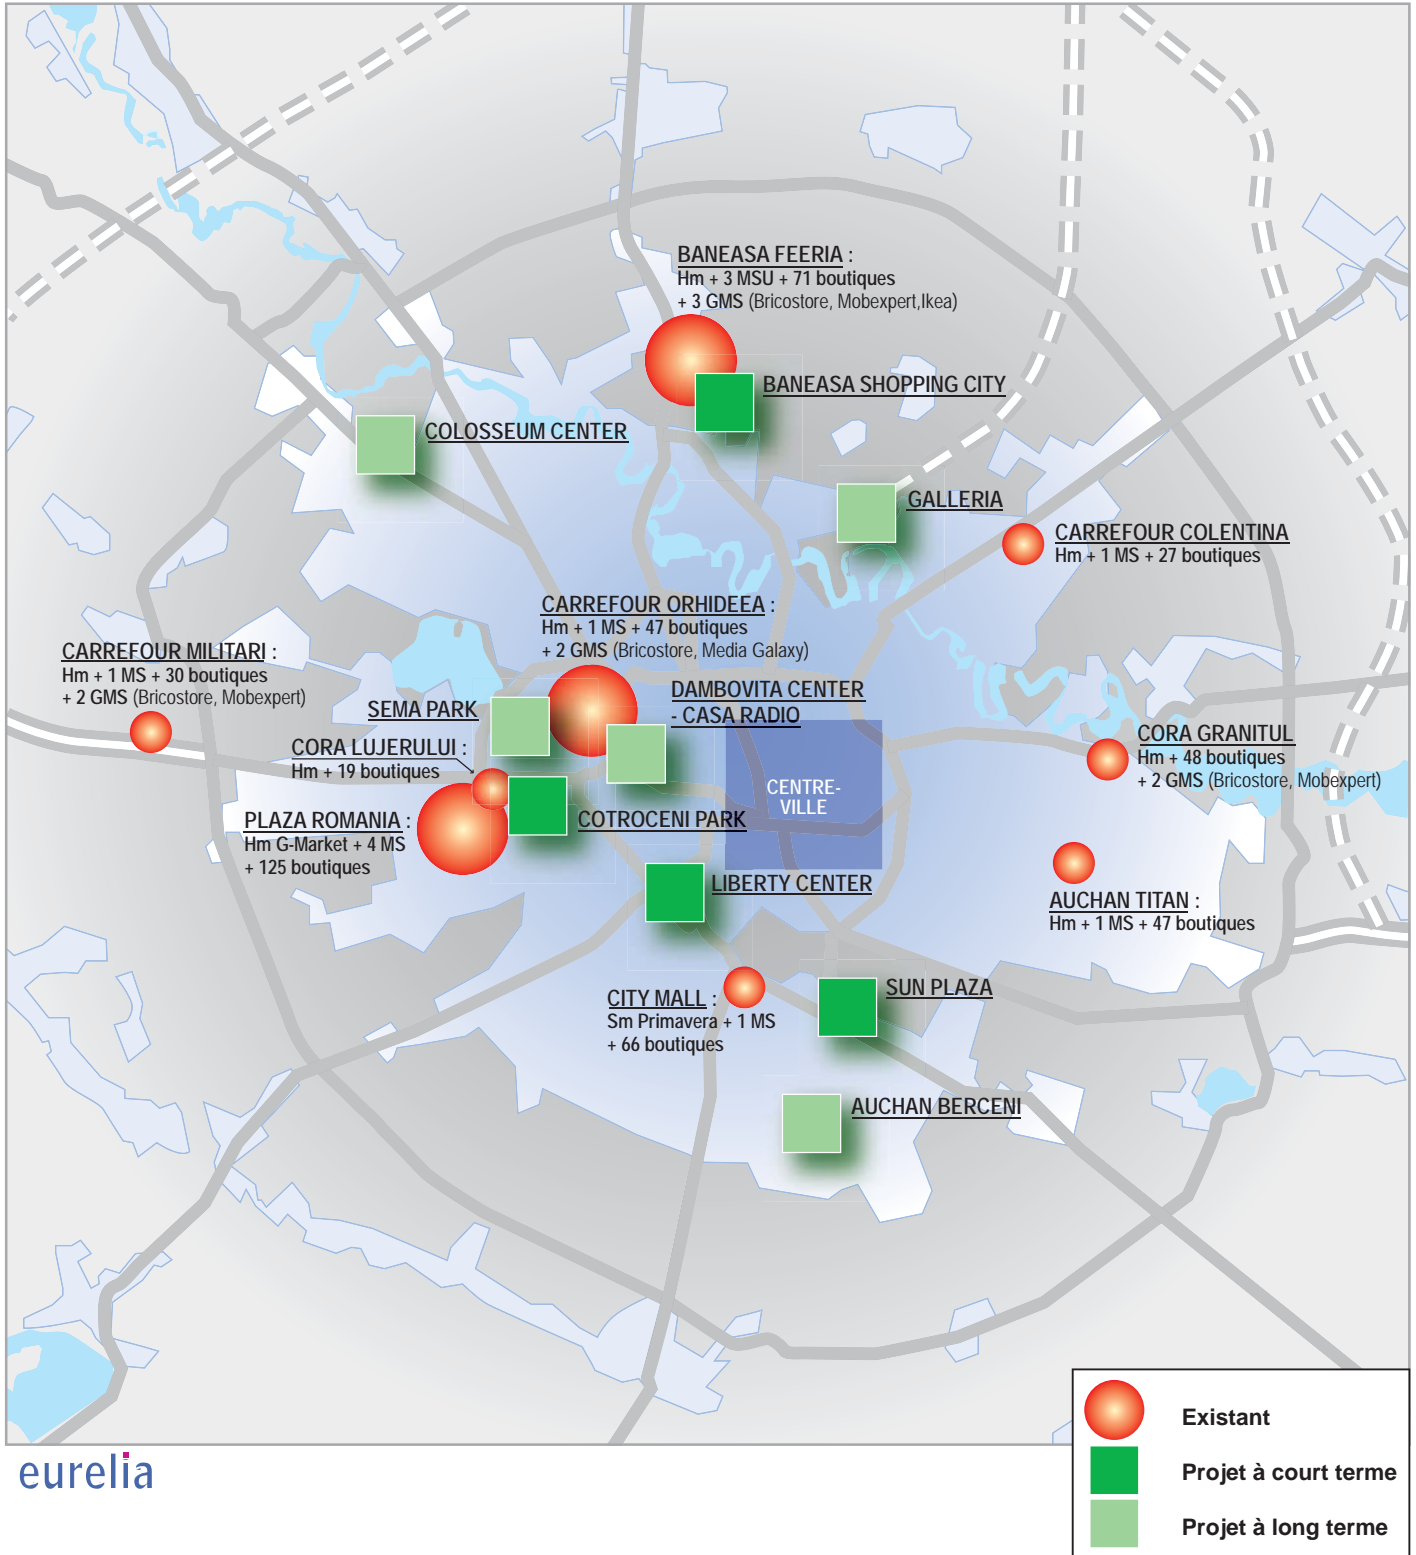 BANEASA FEERIA :
Hm + 3 MSU + 71 boutiques
+ 3 GMS (Bricostore, Mobexpert,Ikea)
BANEASA SHOPPING CITY
COLOSSEUM CENTER
GALLERIA
CARREFOUR COLENTINA
Hm + 1 MS + 27 boutiques
CARREFOUR ORHIDEEA :
Hm + 1 MS + 47 boutiques
+ 2 GMS (Bricostore, Media Galaxy)
CARREFOUR MILITARI :
Hm + 1 MS + 30 boutiques
+ 2 GMS (Bricostore, Mobexpert)
SEMA PARK
DAMBOVITA CENTER
- CASA RADIO
CORA LUJERULUI :
Hm + 19 boutiques
CORA GRANITUL
Hm + 48 boutiques
+ 2 GMS (Bricostore, Mobexpert)
CENTRE-
VILLE
PLAZA ROMANIA :
Hm G-Market + 4 MS
+ 125 boutiques
COTROCENI PARK
LIBERTY CENTER
AUCHAN TITAN :
Hm + 1 MS + 47 boutiques
CITY MALL :
Sm Primavera + 1 MS
+ 66 boutiques
SUN PLAZA
AUCHAN BERCENI
Existant
Projet à court terme
Projet à long terme
eurelia